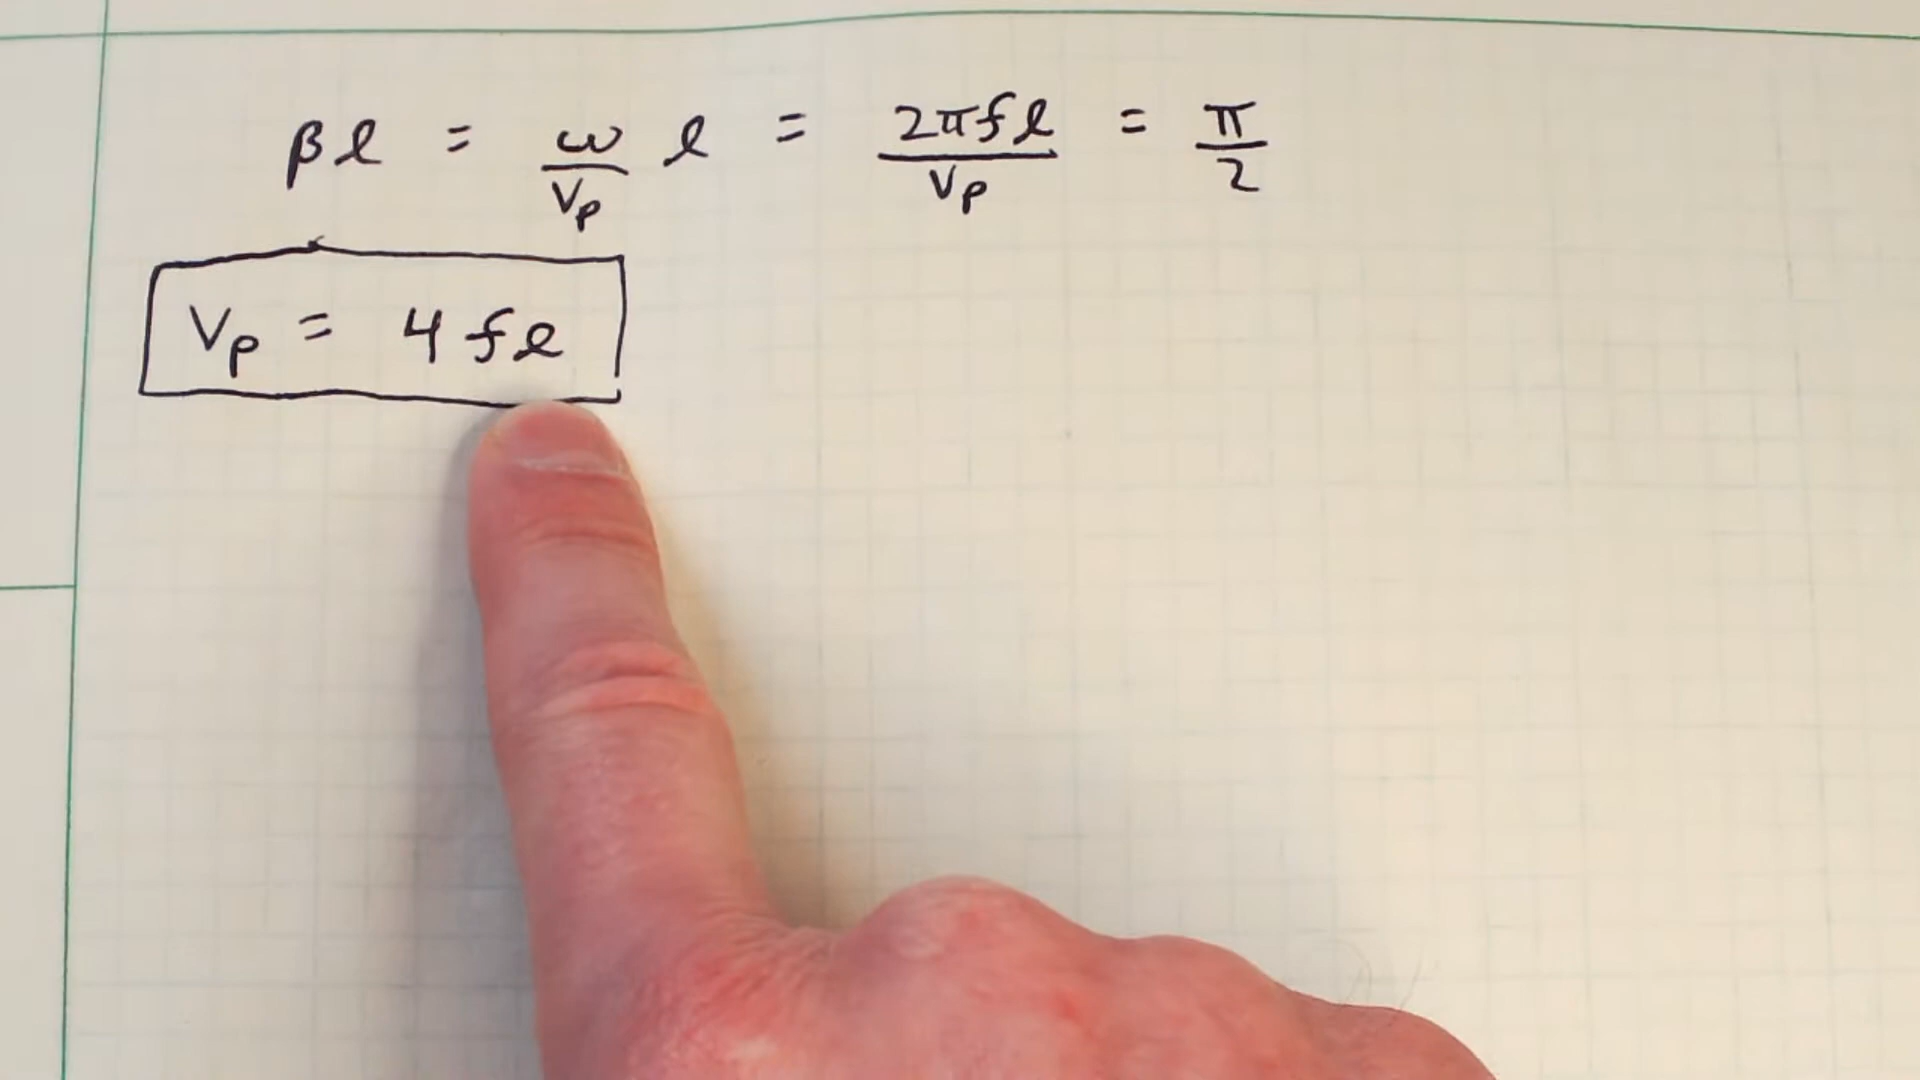 βℓ = ω/Vp ℓ = 2πfℓ/Vp = π/2
Vp = 4fℓ